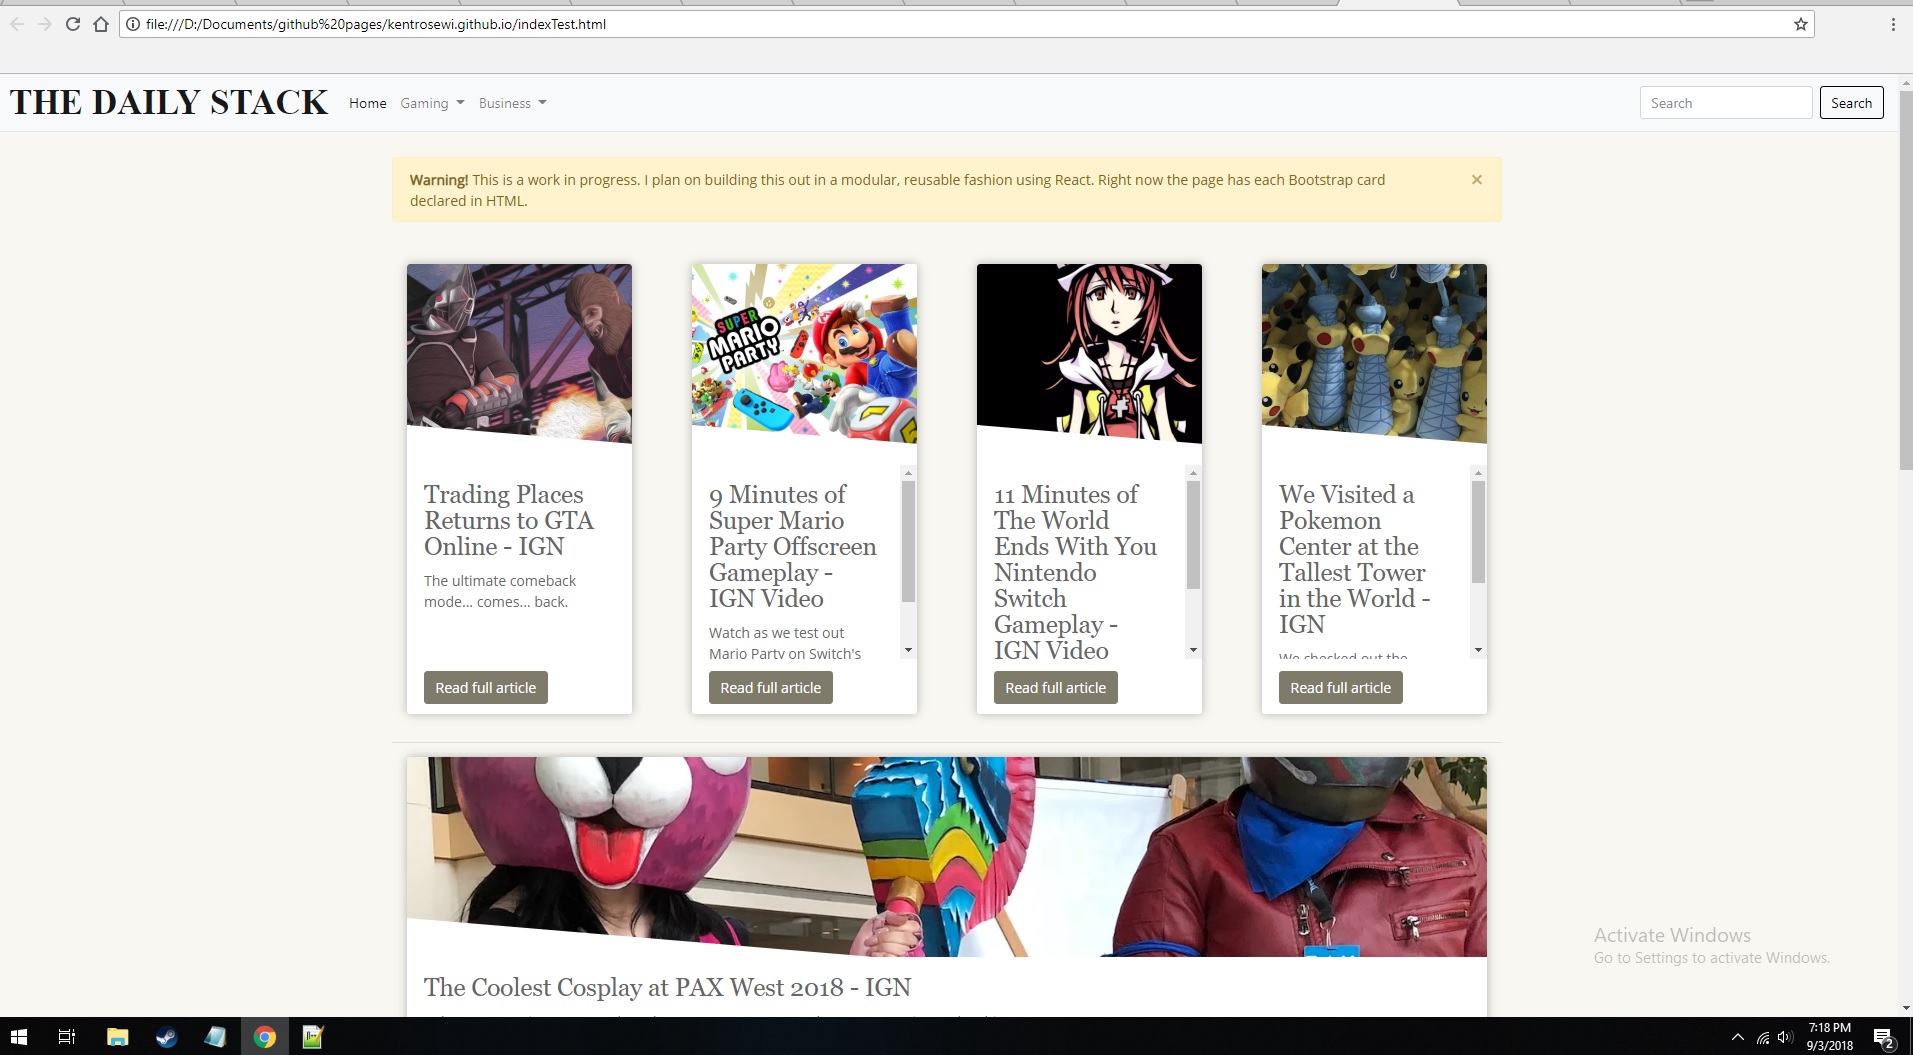 file:///D:/Documents/github%20pages/kentrosewi.github.io/indexTest.html
THE DAILY STACK
Home
Gaming
Business
Search
Search
Warning! This is a work in progress. I plan on building this out in a modular, reusable fashion using React. Right now the page has each Bootstrap card
declared in HTML.
SUPER
MARIO
PARTY
Trading Places
Returns to GTA
Online - IGN
The ultimate comeback
mode... comes... back.
Read full article
9 Minutes of
Super Mario
Party Offscreen
Gameplay -
IGN Video
Watch as we test out
Mario Party on Switch's
Read full article
11 Minutes of
The World
Ends With You
Nintendo
Switch
Gameplay -
IGN Video
Read full article
We Visited a
Pokemon
Center at the
Tallest Tower
in the World -
IGN
We checked out the
Read full article
The Coolest Cosplay at PAX West 2018 - IGN
Activate Windows
Go to Settings to activate Windows.
7:18 PM
9/3/2018
2